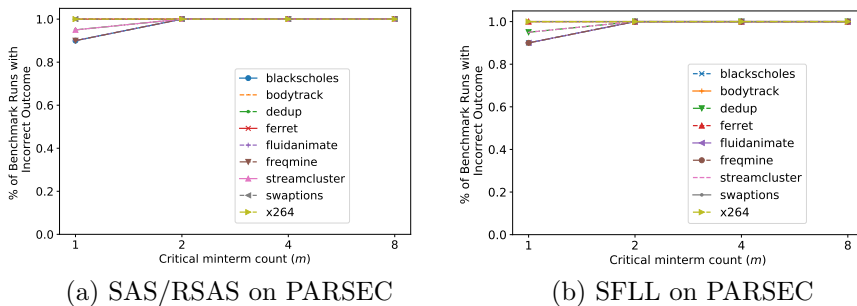 % of Benchmark Runs with
Incorrect Outcome
1.0
0.8
0.6
0.4
0.2
0.0
blackscholes
bodytrack
dedup
ferret
fluidanimate
freqmine
streamcluster
swaptions
x264
1 2 4 8
Critical minterm count (m)
(a) SAS/RSAS on PARSEC
% of Benchmark Runs with
Incorrect Outcome
1.0
0.8
0.6
0.4
0.2
0.0
blackscholes
bodytrack
dedup
ferret
fluidanimate
freqmine
streamcluster
swaptions
x264
1 2 4 8
Critical minterm count (m)
(b) SFLL on PARSEC